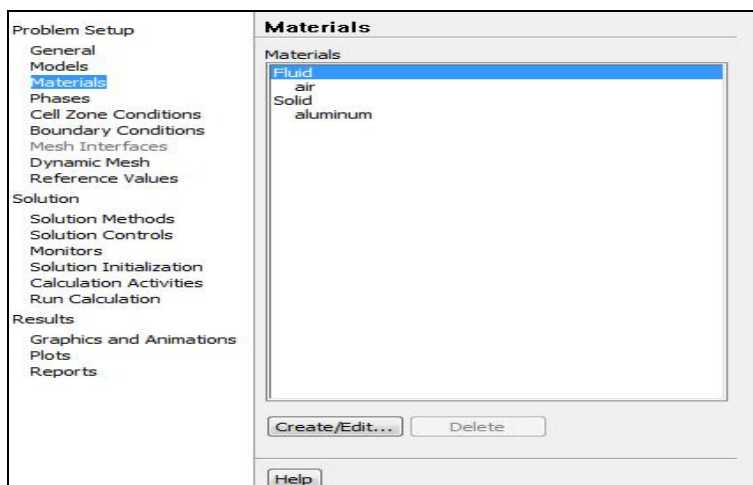 Problem Setup
General
Models
Materials
Phases
Cell Zone Conditions
Boundary Conditions
Mesh Interfaces
Dynamic Mesh
Reference Values
Solution
Solution Methods
Solution Controls
Monitors
Solution Initialization
Calculation Activities
Run Calculation
Results
Graphics and Animations
Plots
Reports
Materials
Materials
Fluid
air
Solid
aluminum
Create/Edit...
Delete
Help